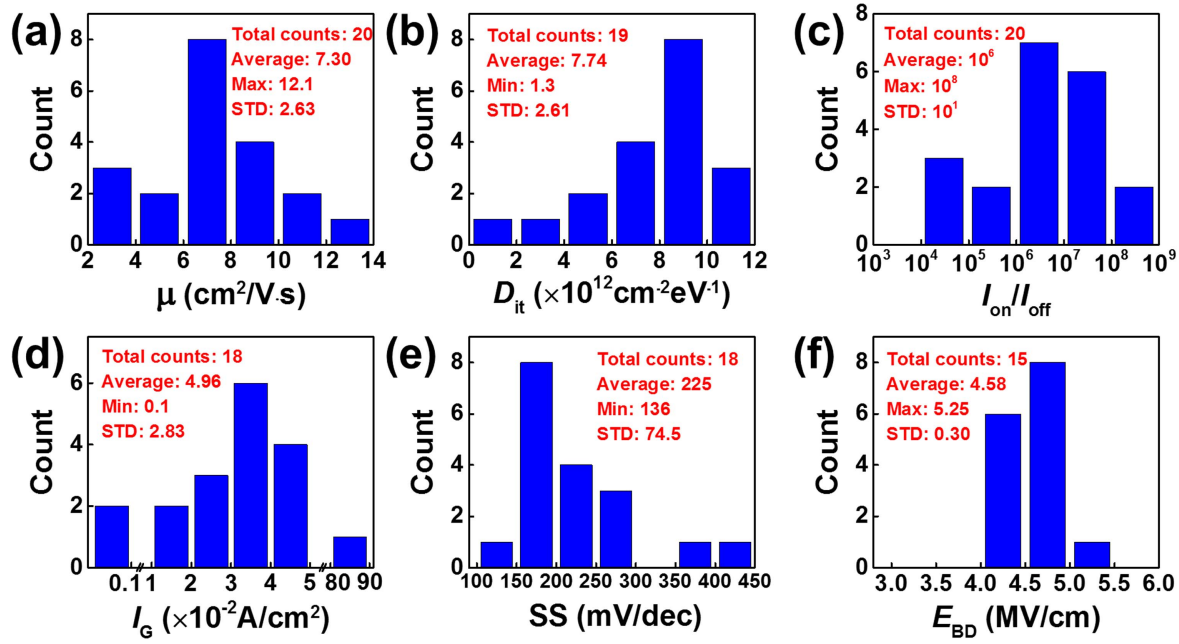 (a)
Total counts: 20
Average: 7.30
Max: 12.1
STD: 2.63
Count
0
2
4
6
8
2 4 6 8 10 12 14
μ (cm²/V·s)
(b)
Total counts: 19
Average: 7.74
Min: 1.3
STD: 2.61
Count
0
2
4
6
8
0 2 4 6 8 10 12
D_it (×10¹²cm⁻²eV⁻¹)
(c)
Total counts: 20
Average: 10⁶
Max: 10⁸
STD: 10¹
Count
0
2
4
6
8
10³ 10⁴ 10⁵ 10⁶ 10⁷ 10⁸ 10⁹
I_on/I_off
(d)
Total counts: 18
Average: 4.96
Min: 0.1
STD: 2.83
Count
0
2
4
6
0.1 1 2 3 4 5 80 90
I_G (×10⁻²A/cm²)
(e)
Total counts: 18
Average: 225
Min: 136
STD: 74.5
Count
0
2
4
6
8
100 150 200 250 300 350 400 450
SS (mV/dec)
(f)
Total counts: 15
Average: 4.58
Max: 5.25
STD: 0.30
Count
0
2
4
6
8
3.0 3.5 4.0 4.5 5.0 5.5 6.0
E_BD (MV/cm)